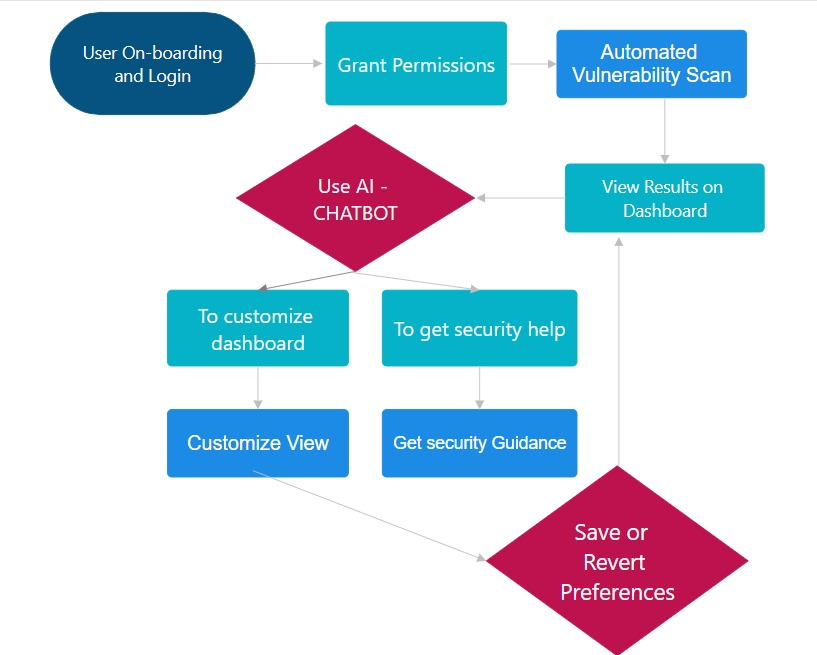 User On-boarding
and Login
Grant Permissions
Automated
Vulnerability Scan
View Results on
Dashboard
Use AI -
CHATBOT
To customize
dashboard
To get security help
Customize View
Get security Guidance
Save or
Revert
Preferences